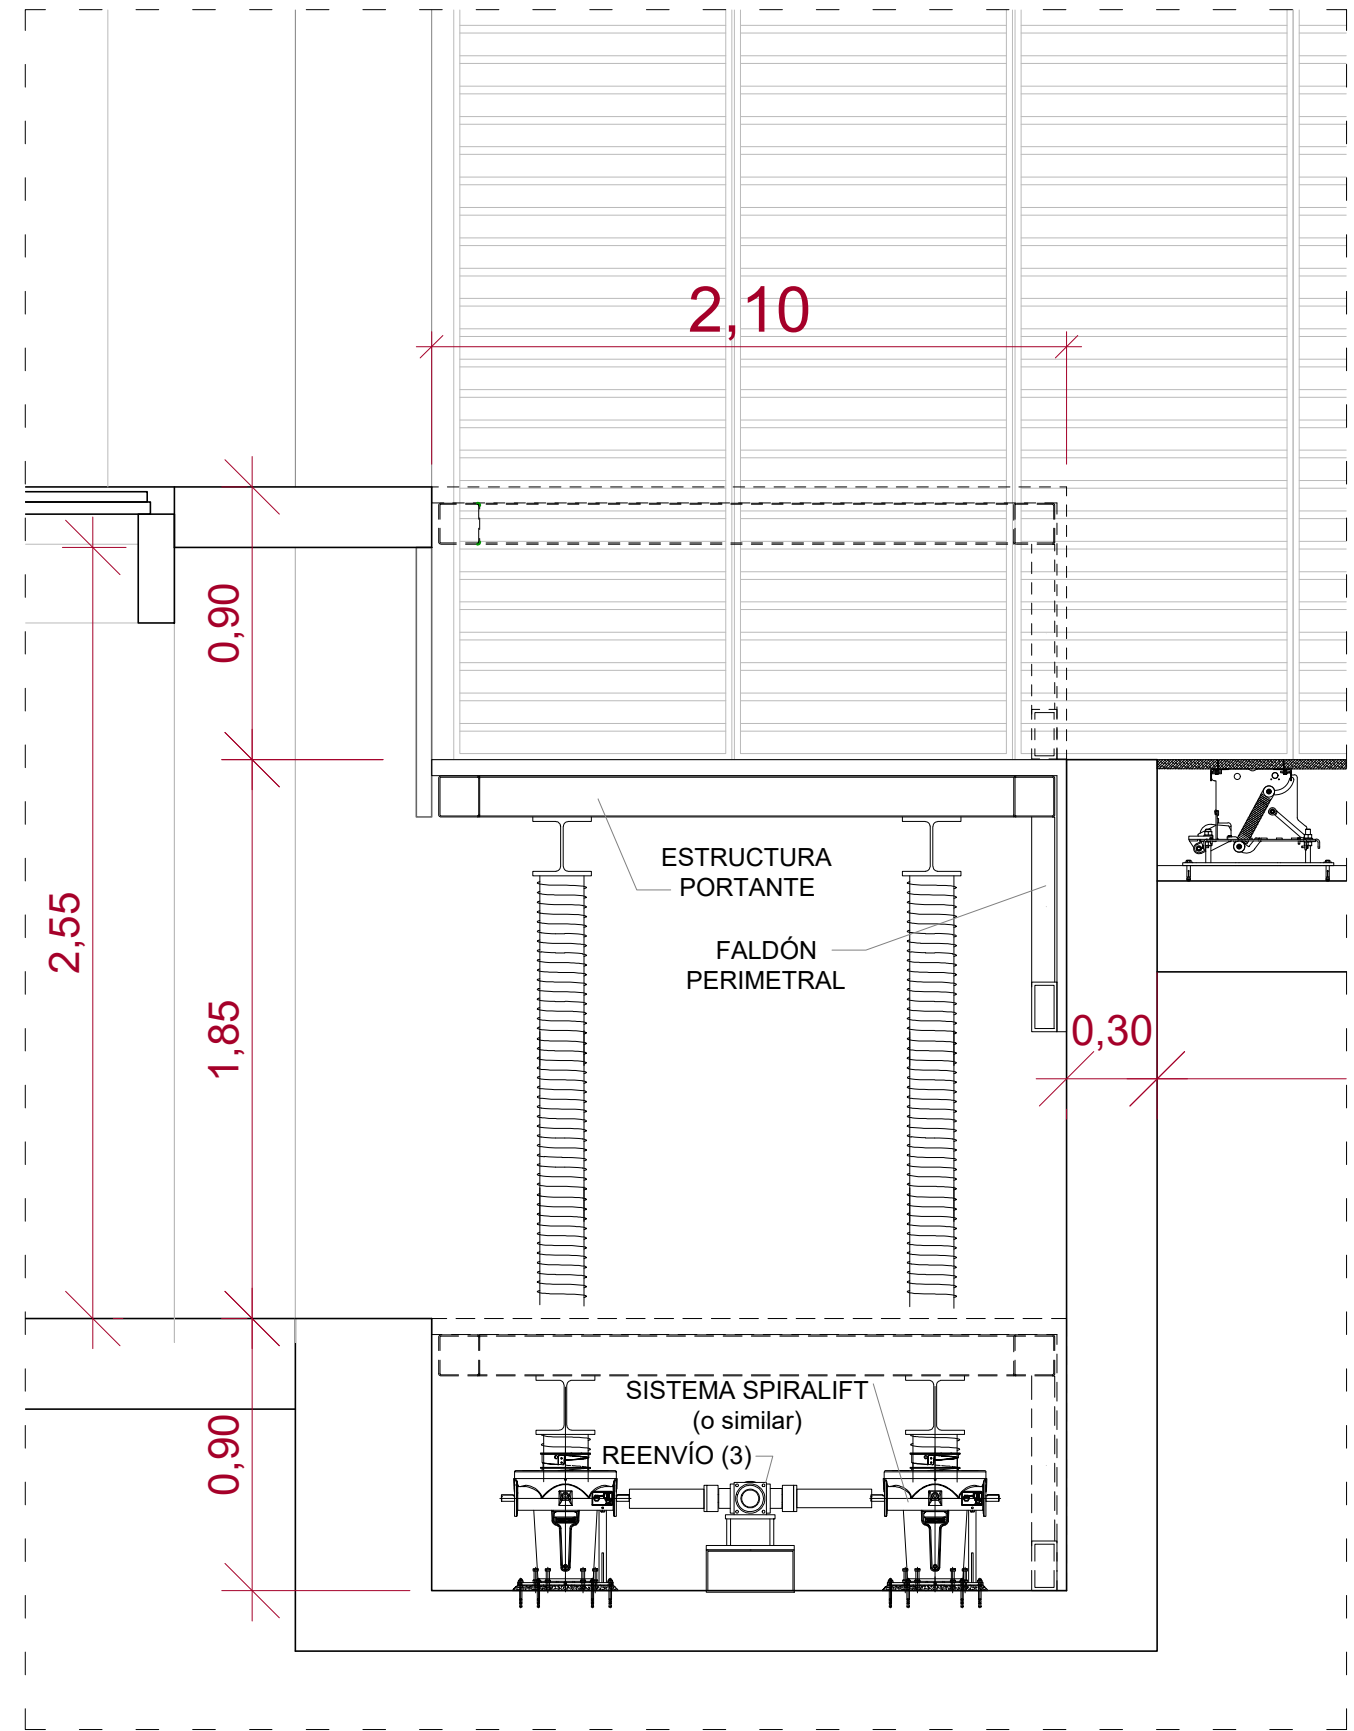 2,10
0,90
ESTRUCTURA
PORTANTE
2,55
FALDÓN
PERIMETRAL
1,85
0,30
SISTEMA SPIRALIFT
(o similar)
REENVÍO (3)
0,90